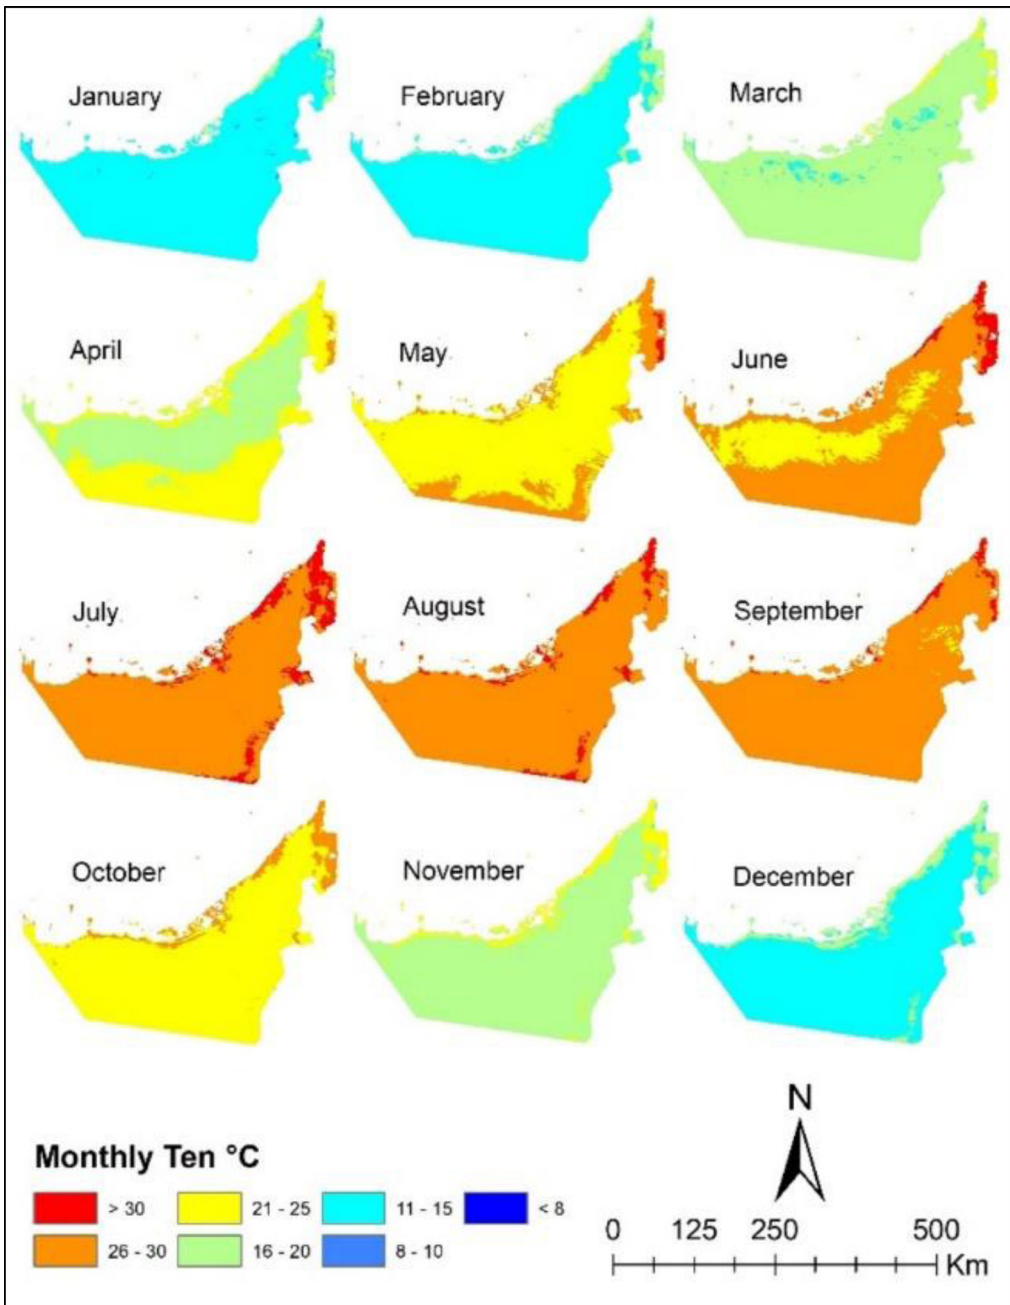 January
February
March
April
May
June
July
August
September
October
November
December
N
Monthly Ten °C
> 30
21 - 25
11 - 15
< 8
26 - 30
16 - 20
8 - 10
0 125 250 500
Km